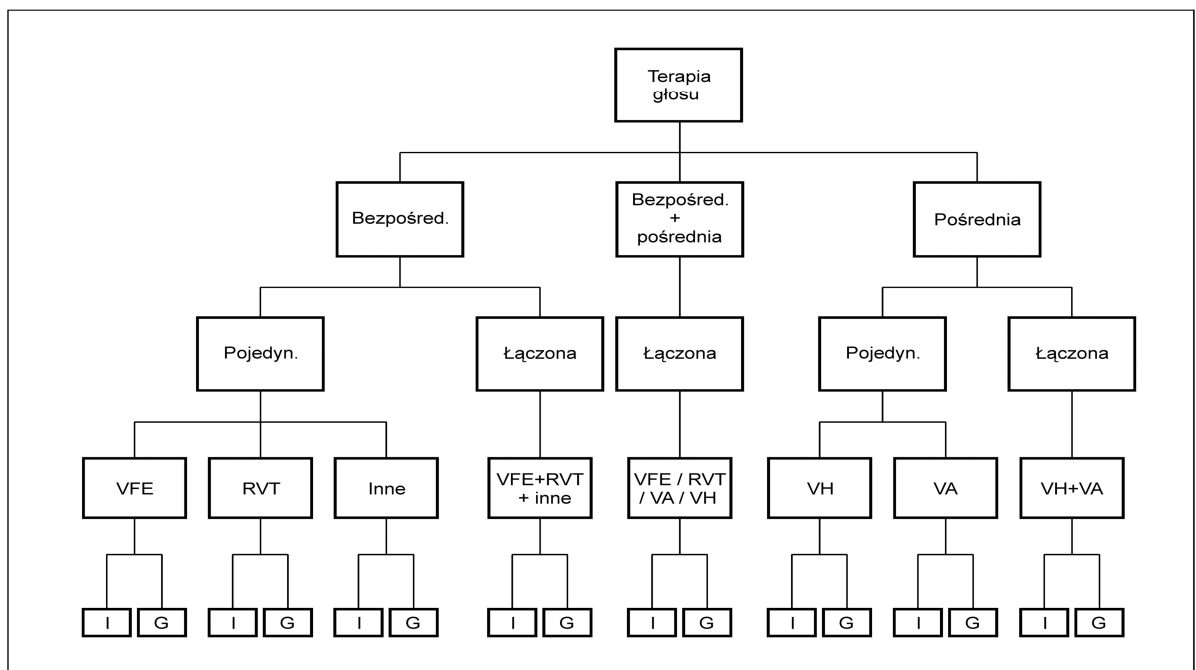 Terapia
głosu
Bezpośred.
Bezpośred.
+
pośrednia
Pośrednia
Pojedyn.
Łączona
Łączona
Pojedyn.
Łączona
VFE
RVT
Inne
VFE+RVT
+ inne
VFE / RVT
/ VA / VH
VH
VA
VH+VA
I
G
I
G
I
G
I
G
I
G
I
G
I
G
I
G